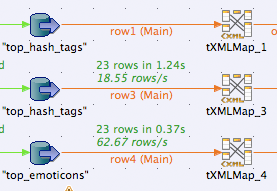 row1 (Main)
"top_hash_tags"
tXMLMap_1
23 rows in 1.24s
18.55 rows/s
row3 (Main)
"top_hash_tags"
tXMLMap_3
23 rows in 0.37s
62.67 rows/s
row4 (Main)
"top_emoticons"
tXMLMap_4